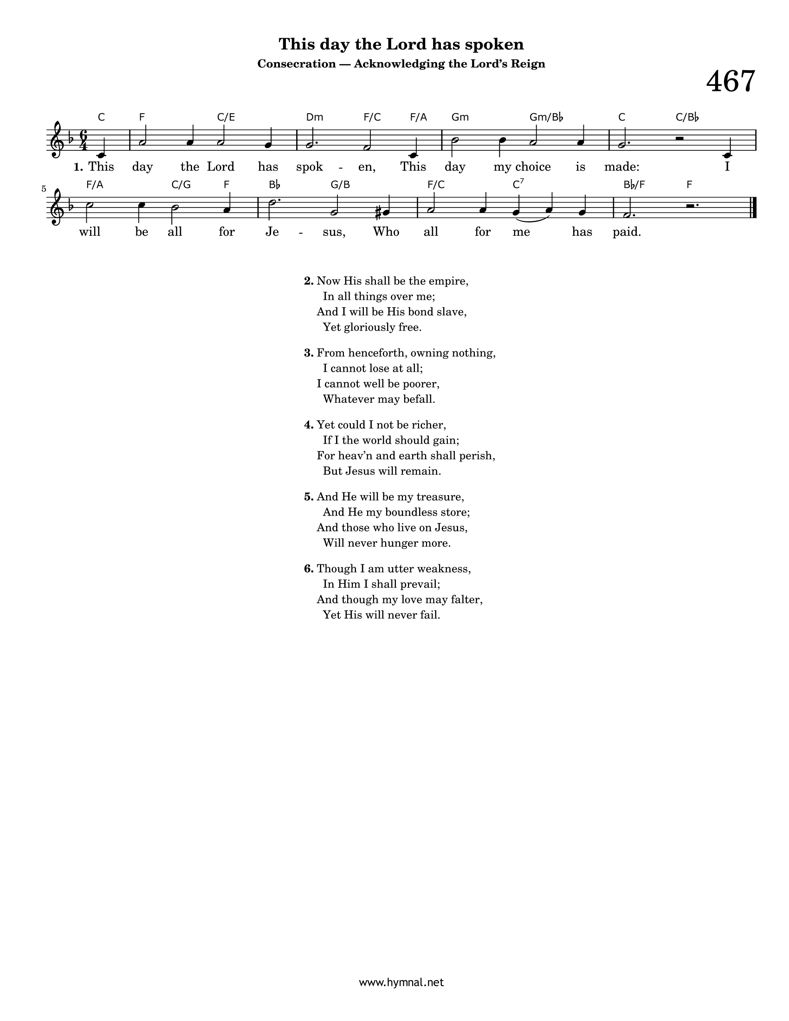 This day the Lord has spoken
Consecration — Acknowledging the Lord's Reign
467
C F C/E Dm F/C F/A Gm Gm/B♭ C C/B♭
6
4
1. This day the Lord has spok - en, This day my choice is made: I
5
F/A C/G F B♭ G/B F/C C7 B♭/F F
will be all for Je - sus, Who all for me has paid.
2. Now His shall be the empire,
In all things over me;
And I will be His bond slave,
Yet gloriously free.
3. From henceforth, owning nothing,
I cannot lose at all;
I cannot well be poorer,
Whatever may befall.
4. Yet could I not be richer,
If I the world should gain;
For heav'n and earth shall perish,
But Jesus will remain.
5. And He will be my treasure,
And He my boundless store;
And those who live on Jesus,
Will never hunger more.
6. Though I am utter weakness,
In Him I shall prevail;
And though my love may falter,
Yet His will never fail.
www.hymnal.net